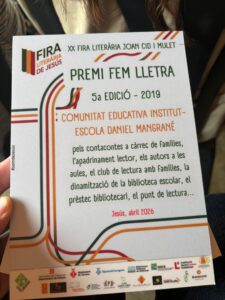 XX FIRA LITERÀRIA JOAN CID I MULET
FIRA
LITERÀRIA
DE JESÚS
PREMI FEM LLETRA
5a EDICIÓ - 2019
COMUNITAT EDUCATIVA INSTITUT-
ESCOLA DANIEL MANGRANÉ
pels contacontes a càrrec de famílies,
l'apadrinament lector, els autors a les
aules, el club de lectura amb famílies, la
dinamització de la biblioteca escolar, el
préstec bibliotecari, el punt de lectura...
Jesús, abril 2026